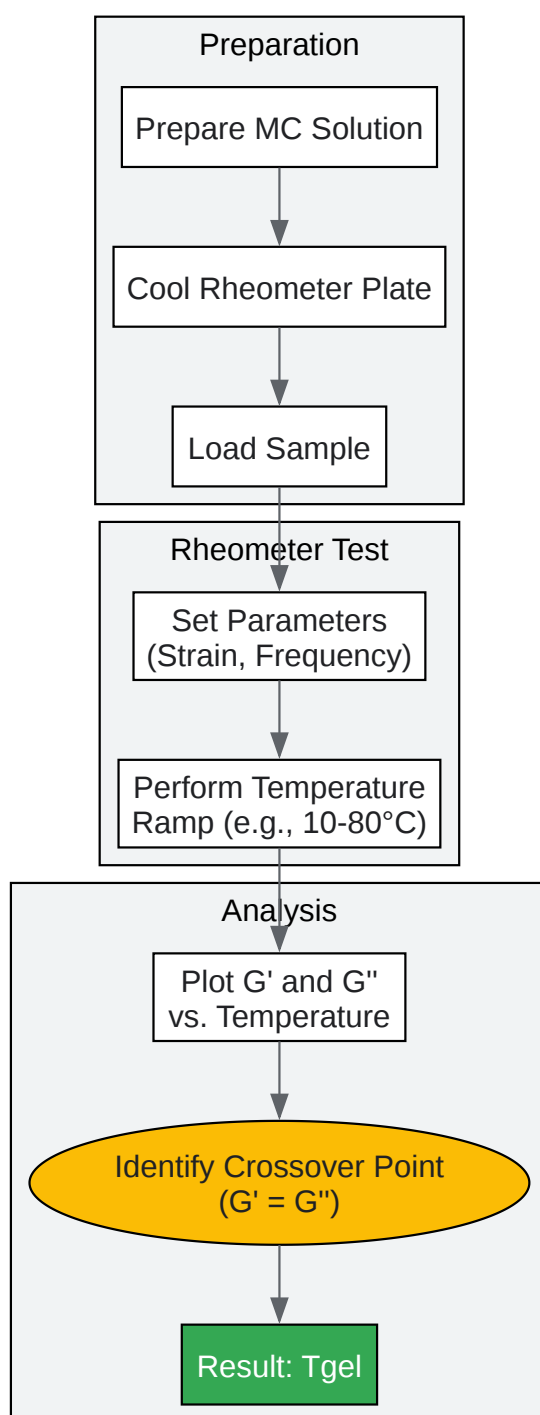 Preparation
Prepare MC Solution
Cool Rheometer Plate
Load Sample
Rheometer Test
Set Parameters
(Strain, Frequency)
Perform Temperature
Ramp (e.g., 10-80°C)
Analysis
Plot G' and G"
vs. Temperature
Identify Crossover Point
(G' = G")
Result: Tgel